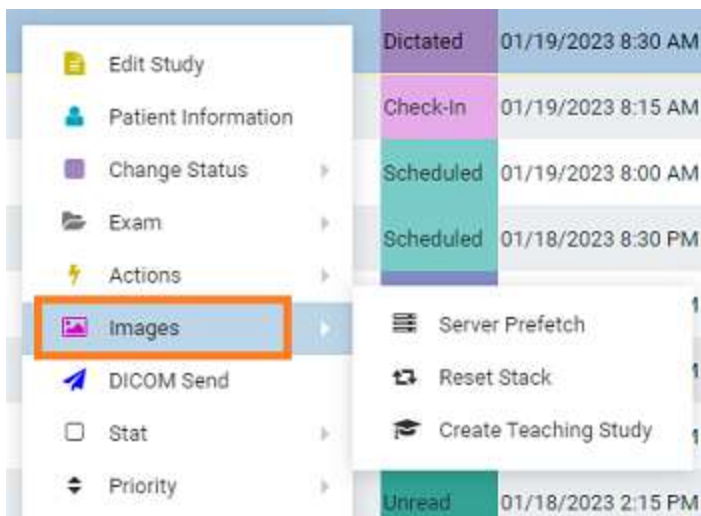 Dictated 01/19/2023 8:30 AM
Edit Study
Check-In 01/19/2023 8:15 AM
Patient Information
Change Status
Scheduled 01/19/2023 8:00 AM
Exam
Scheduled 01/18/2023 8:30 PM
Actions
Images
Server Prefetch
DICOM Send
Reset Stack
Stat
Create Teaching Study
Priority
Unread 01/18/2023 2:15 PM